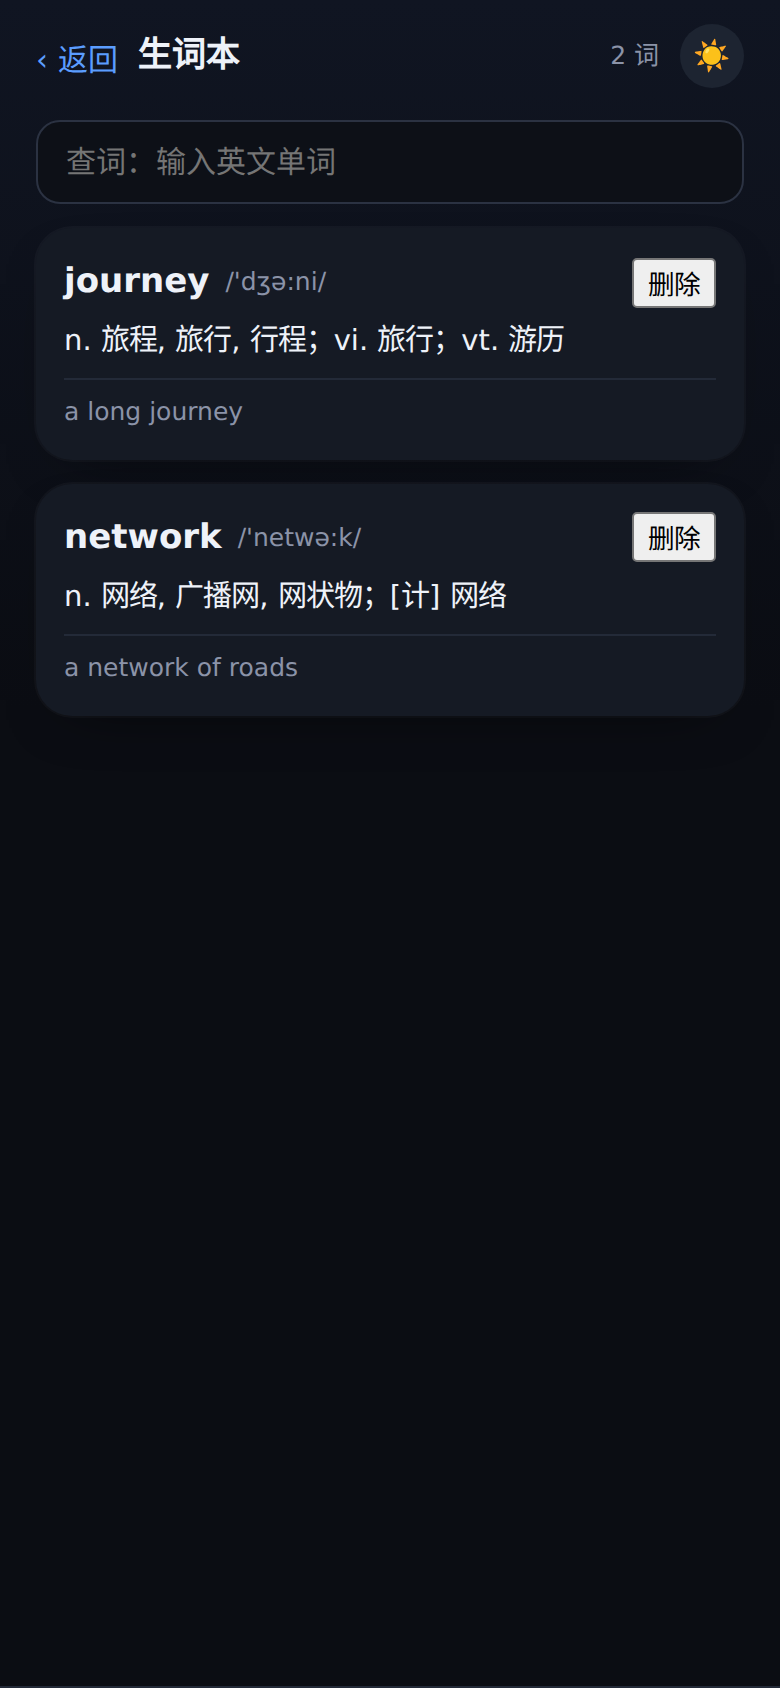 ‹ 返回 生词本 2 词 ☀️
查词：输入英文单词
journey /'dʒə:ni/ 删除
n. 旅程, 旅行, 行程；vi. 旅行；vt. 游历
a long journey
network /'netwə:k/ 删除
n. 网络, 广播网, 网状物；[计] 网络
a network of roads